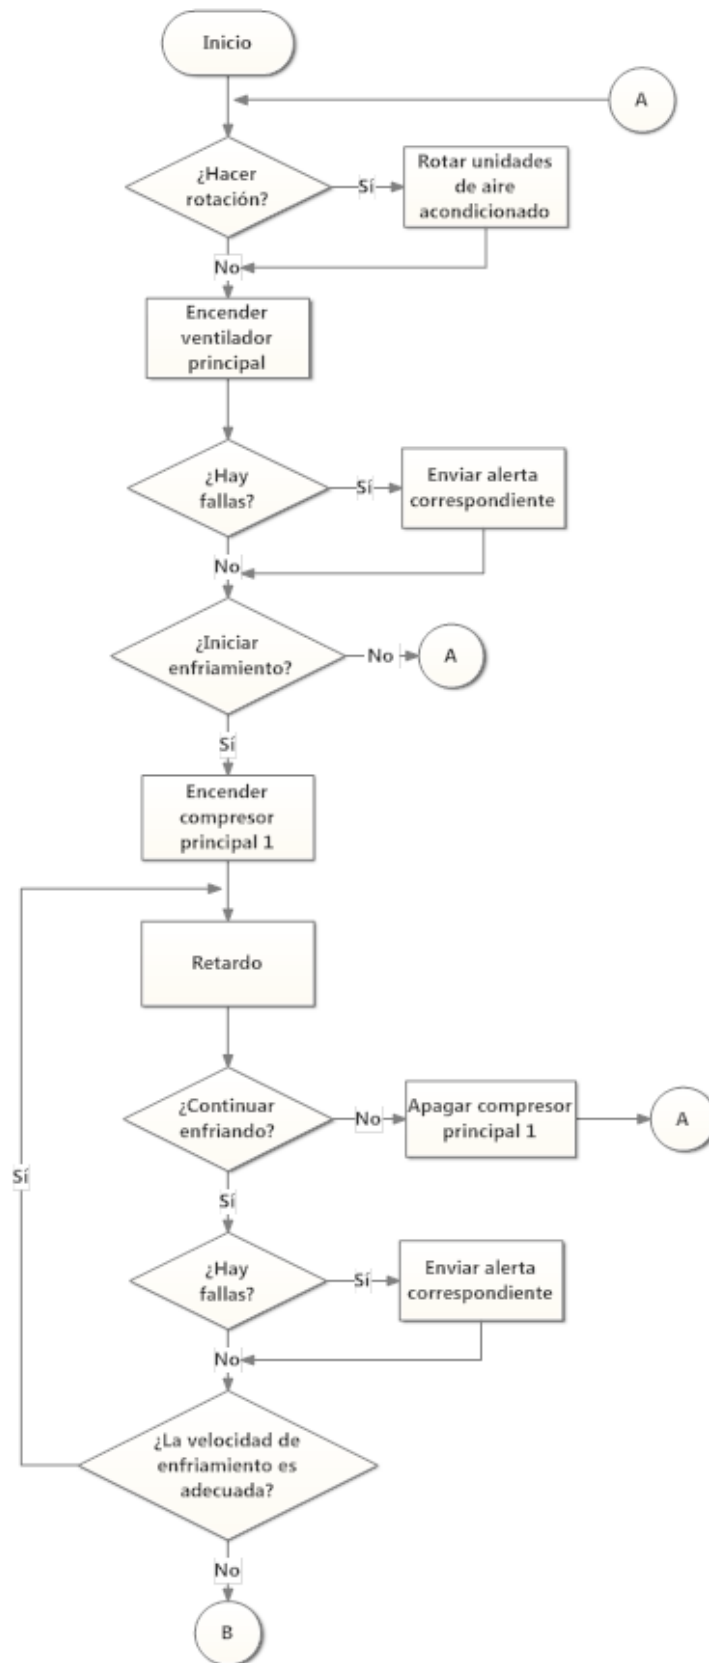 Inicio
A
¿Hacer
rotación?
Sí
Rotar unidades
de aire
acondicionado
No
Encender
ventilador
principal
¿Hay
fallas?
Sí
Enviar alerta
correspondiente
No
¿Iniciar
enfriamiento?
No
A
Sí
Encender
compresor
principal 1
Retardo
¿Continuar
enfriando?
No
Apagar compresor
principal 1
A
Sí
Sí
¿Hay
fallas?
Sí
Enviar alerta
correspondiente
No
¿La velocidad de
enfriamiento es
adecuada?
No
B